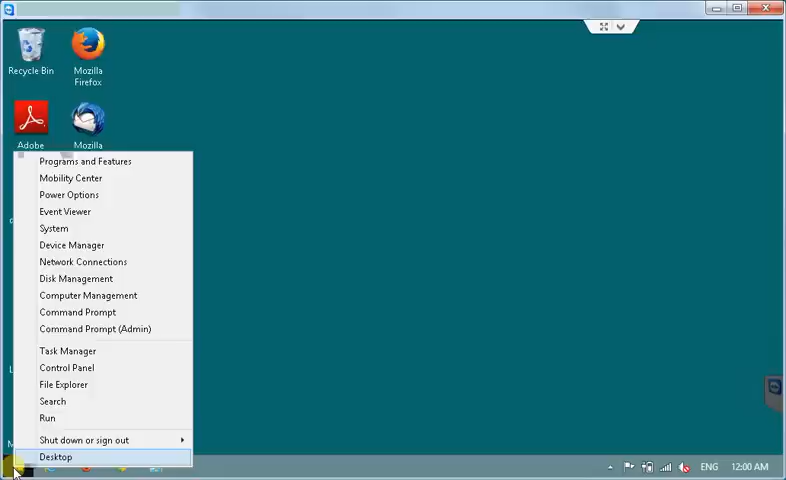 Recycle Bin
Mozilla
Firefox
Adobe
Mozilla
Programs and Features
Mobility Center
Power Options
Event Viewer
System
Device Manager
Network Connections
Disk Management
Computer Management
Command Prompt
Command Prompt (Admin)
Task Manager
Control Panel
File Explorer
Search
Run
Shut down or sign out
Desktop
ENG
12:00 AM